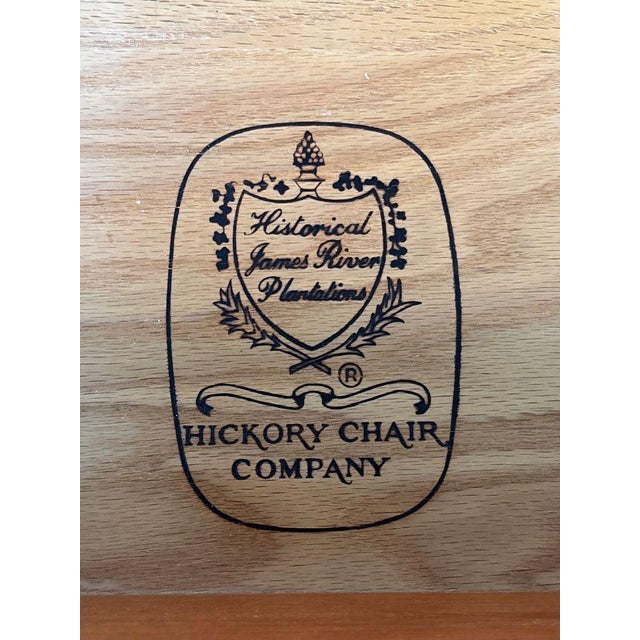 Historical
James River
Plantations
®
HICKORY CHAIR
COMPANY